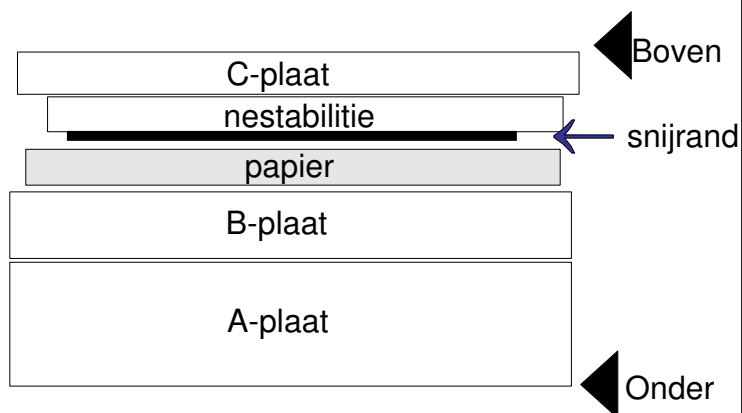 Boven
C-plaat
nestabilitie
snijrand
papier
B-plaat
A-plaat
Onder